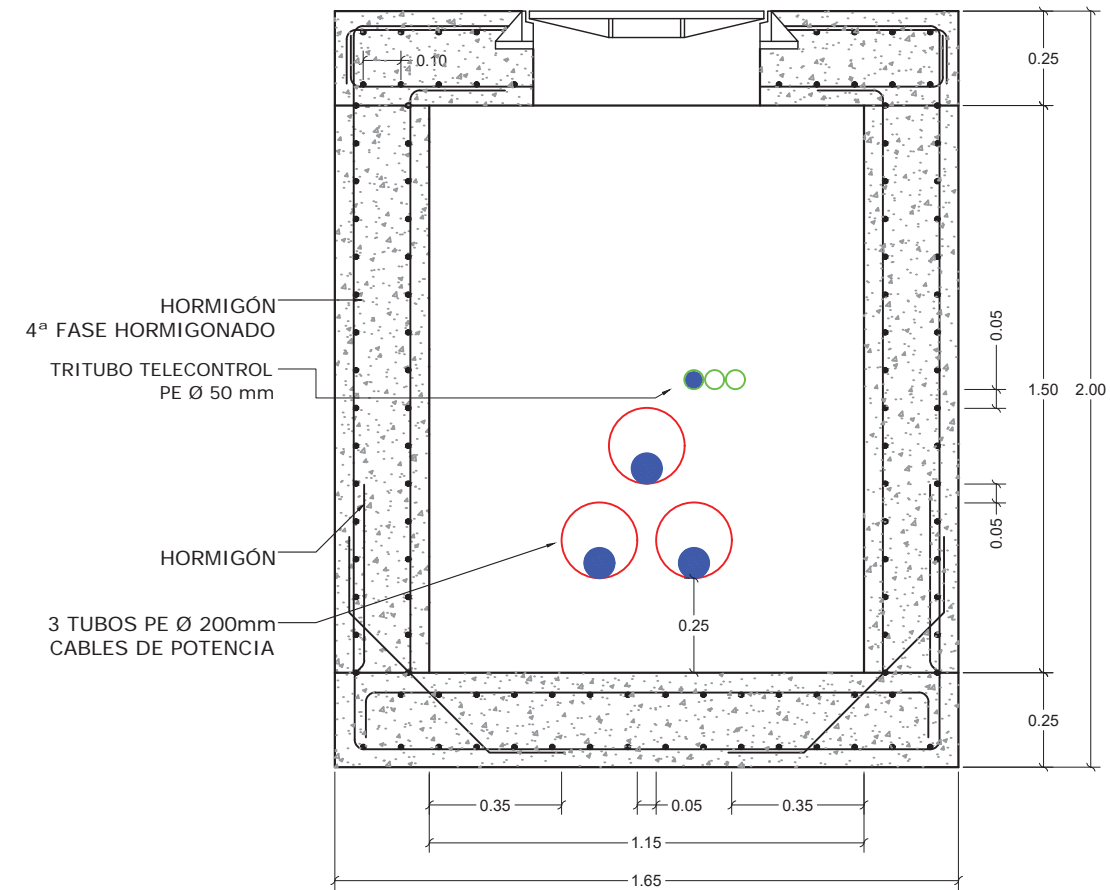 0.10
0.25
HORMIGÓN
4ª FASE HORMIGONADO
TRITUBO TELECONTROL
PE Ø 50 mm
0.05
1.50
2.00
HORMIGÓN
0.05
3 TUBOS PE Ø 200mm
CABLES DE POTENCIA
0.25
0.25
0.35
0.05
0.35
1.15
1.65